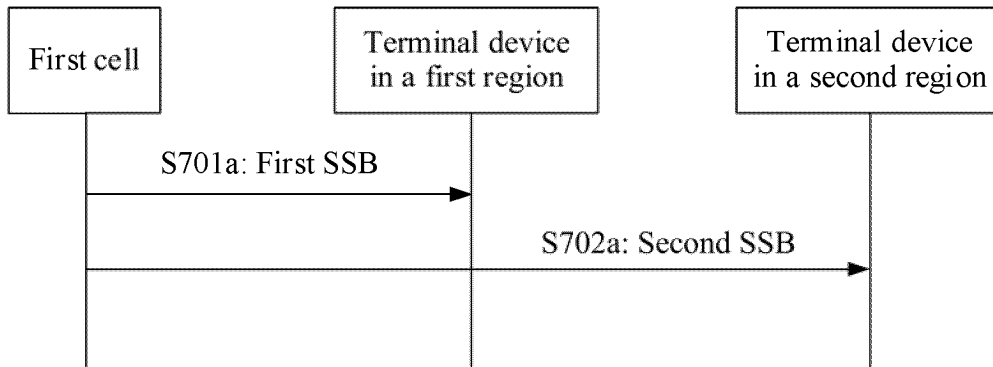 First cell
Terminal device
in a first region
Terminal device
in a second region
S701a: First SSB
S702a: Second SSB